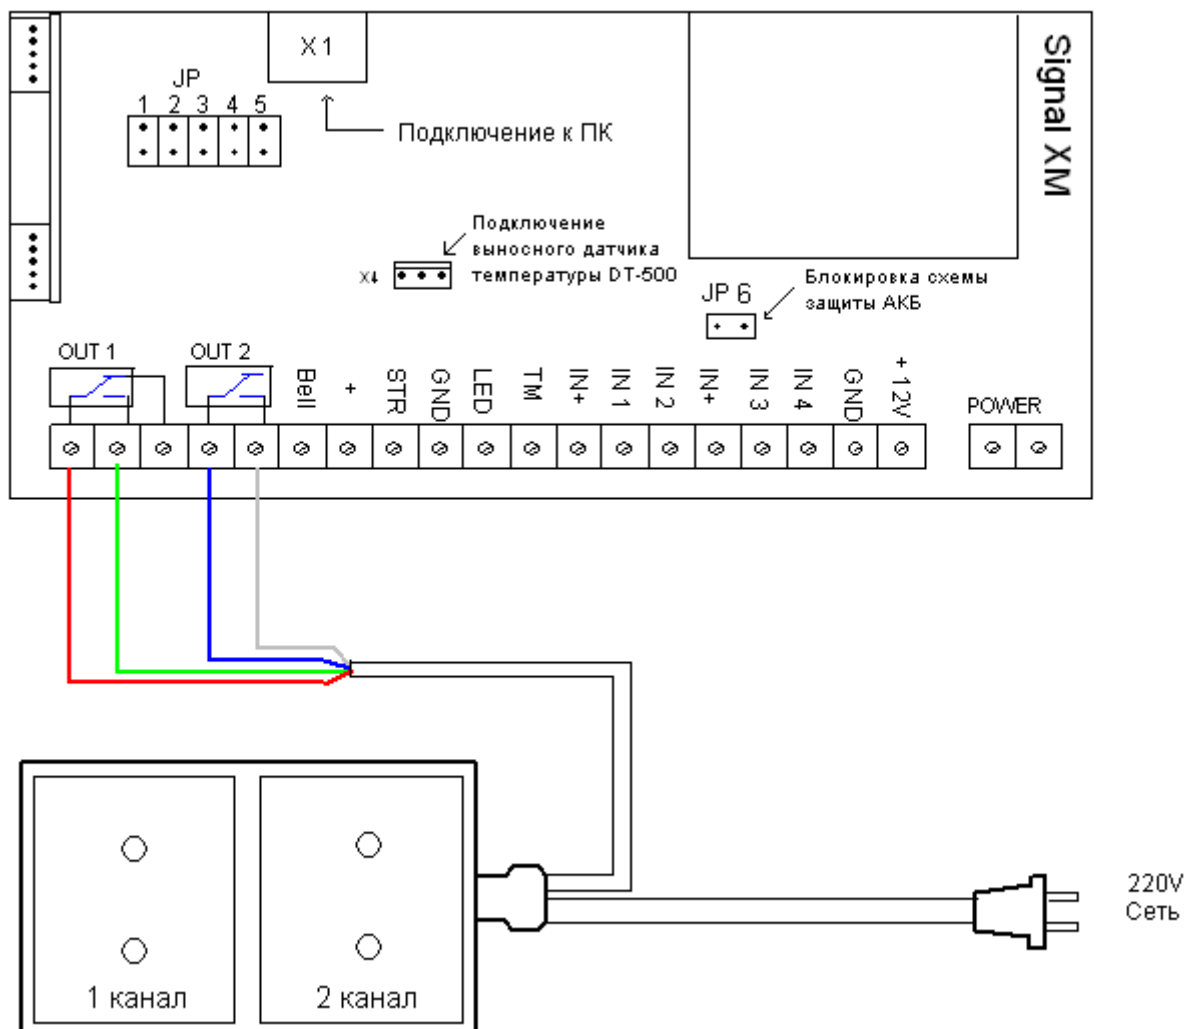 X1
Signal XM
JP
1 2 3 4 5
Подключение к ПК
Подключение
выносного датчика
температуры DT-500
X4
Блокировка схемы
защиты АКБ
JP 6
OUT 1
OUT 2
Bell
+
STR
GND
LED
TM
IN+
IN 1
IN 2
IN+
IN 3
IN 4
GND
+ 12V
POWER
220V
Сеть
1 канал
2 канал